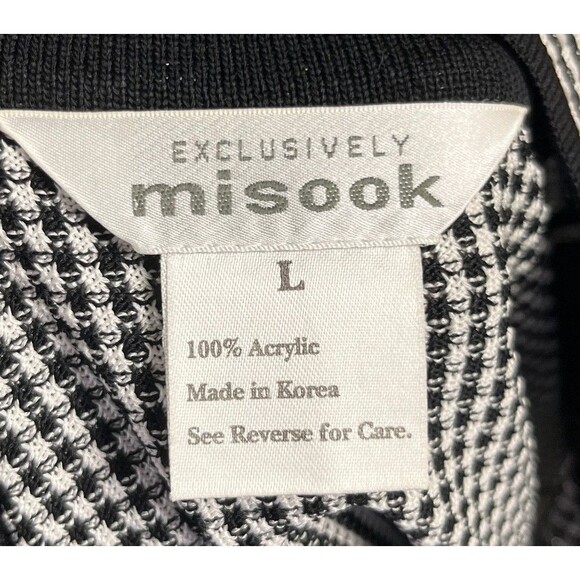 EXCLUSIVELY
misook
L
100% Acrylic
Made in Korea
See Reverse for Care.